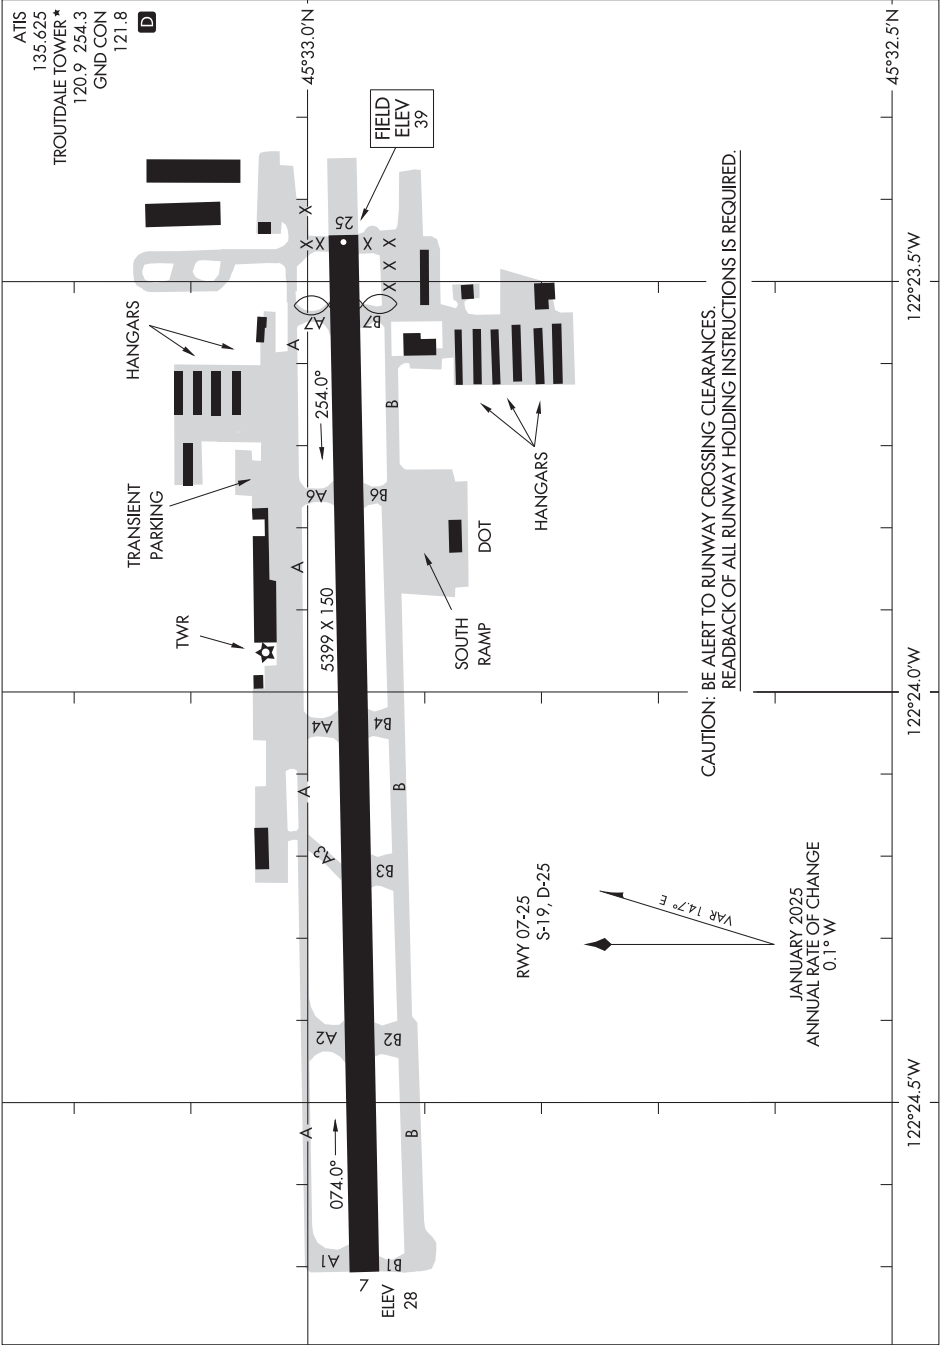 ATIS
135.625
TROUTDALE TOWER★
120.9 254.3
GND CON
121.8
D
45°33.0'N
45°32.5'N
FIELD
ELEV
39
25
X
X
X
X
X
X
X
122°23.5'W
HANGARS
A7
B7
A
254.0°
B
HANGARS
TRANSIENT
PARKING
A6
B6
DOT
A
TWR
5399 X 150
SOUTH
RAMP
CAUTION: BE ALERT TO RUNWAY CROSSING CLEARANCES.
READBACK OF ALL RUNWAY HOLDING INSTRUCTIONS IS REQUIRED.
122°24.0'W
A4
B4
A
B
A3
B3
RWY 07-25
S-19, D-25
VAR 14.7° E
JANUARY 2025
ANNUAL RATE OF CHANGE
0.1° W
A2
B2
122°24.5'W
A
B
074.0°
A1
B1
7
ELEV
28